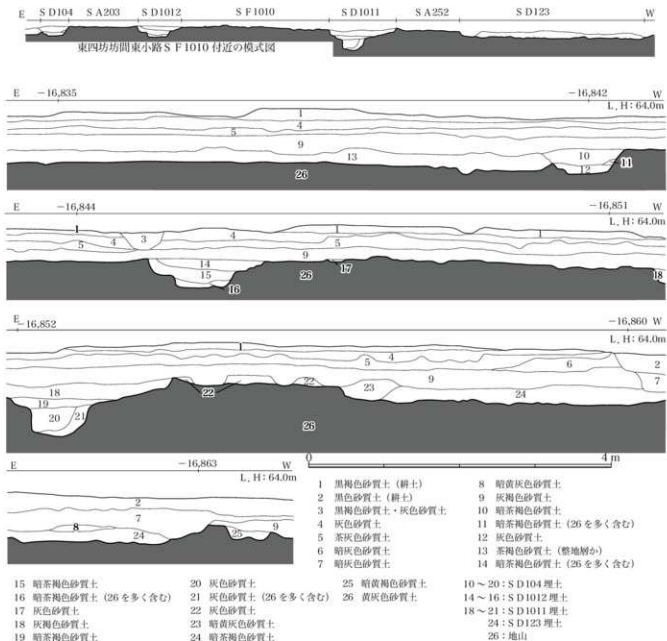 E SD104 SA203 SD1012 SF1010 SD1011 SA252 SD123 W
東四坊坊間東小路SF1010付近の模式図
E −16,835 −16,842 W
L,H:64.0m
1
4
5
9
13 10 11
26 12
E −16,844 −16,851 W
L,H:64.0m
1 1 1
5 4 3 4 5
9
14
15 16 26 17 18
E −16,852 −16,860 W
L,H:64.0m
1
5 4 6 2
18 22 23 9 7
19 22 24
20 21
26
E −16,863 W
L,H:64.0m
2
7
8 24 25 9
0 4m
1 黒褐色砂質土(耕土)
2 黒色砂質土(耕土)
3 黒褐色砂質土・灰色砂質土
4 灰色砂質土
5 茶灰色砂質土
6 暗灰色砂質土
7 暗灰色砂質土
8 暗黄灰色砂質土
9 灰褐色砂質土
10 暗茶褐色砂質土
11 暗茶褐色砂質土(26を多く含む)
12 灰色砂質土
13 茶褐色砂質土(整地層か)
14 暗茶褐色砂質土(26を多く含む)
15 暗茶褐色砂質土
16 暗茶褐色砂質土(26を多く含む)
17 灰色砂質土
18 灰褐色砂質土
19 暗茶褐色砂質土
20 灰色砂質土
21 灰色砂質土(26を多く含む)
22 灰色砂質土
23 暗黄灰色砂質土
24 暗茶褐色砂質土
25 暗黄褐色砂質土
26 黄灰色砂質土
10〜20:SD104埋土
14〜16:SD1012埋土
18〜21:SD1011埋土
24:SD123埋土
26:地山